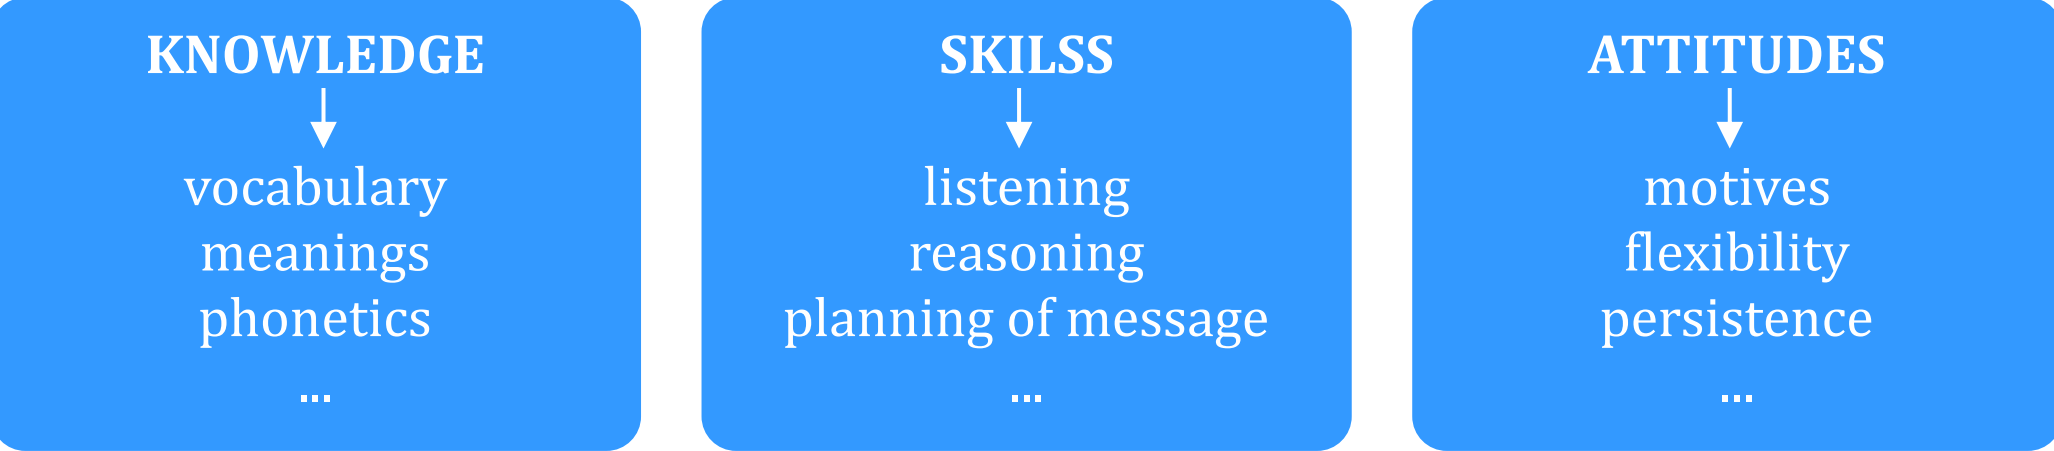 KNOWLEDGE
vocabulary
meanings
phonetics
...
SKILSS
listening
reasoning
planning of message
...
ATTITUDES
motives
flexibility
persistence
...